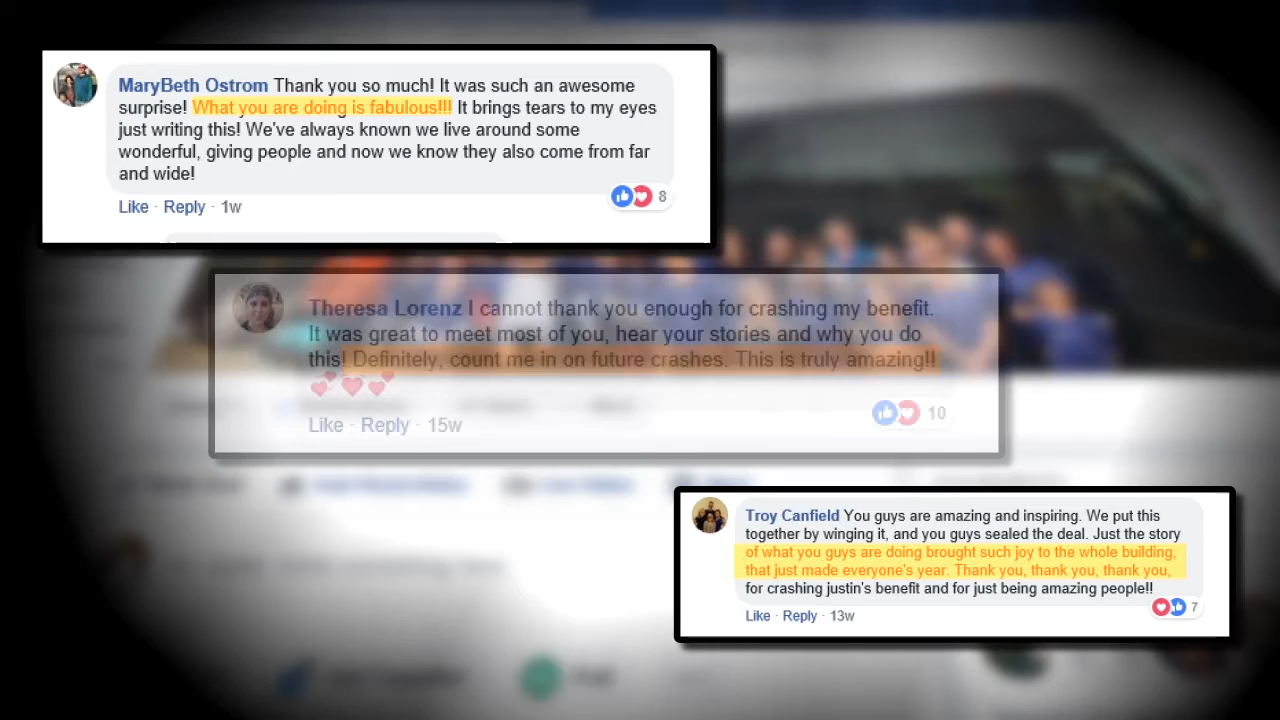 MaryBeth Ostrom Thank you so much! It was such an awesome
surprise! What you are doing is fabulous!!! It brings tears to my eyes
just writing this! We've always known we live around some
wonderful, giving people and now we know they also come from far
and wide!
Like · Reply · 1w
8
Theresa Lorenz I cannot thank you enough for crashing my benefit.
It was great to meet most of you, hear your stories and why you do
this! Definitely, count me in on future crashes. This is truly amazing!!
💕❤💕
Like · Reply · 15w
10
Troy Canfield You guys are amazing and inspiring. We put this
together by winging it, and you guys sealed the deal. Just the story
of what you guys are doing brought such joy to the whole building,
that just made everyone's year. Thank you, thank you, thank you,
for crashing justin's benefit and for just being amazing people!!
Like · Reply · 13w
7